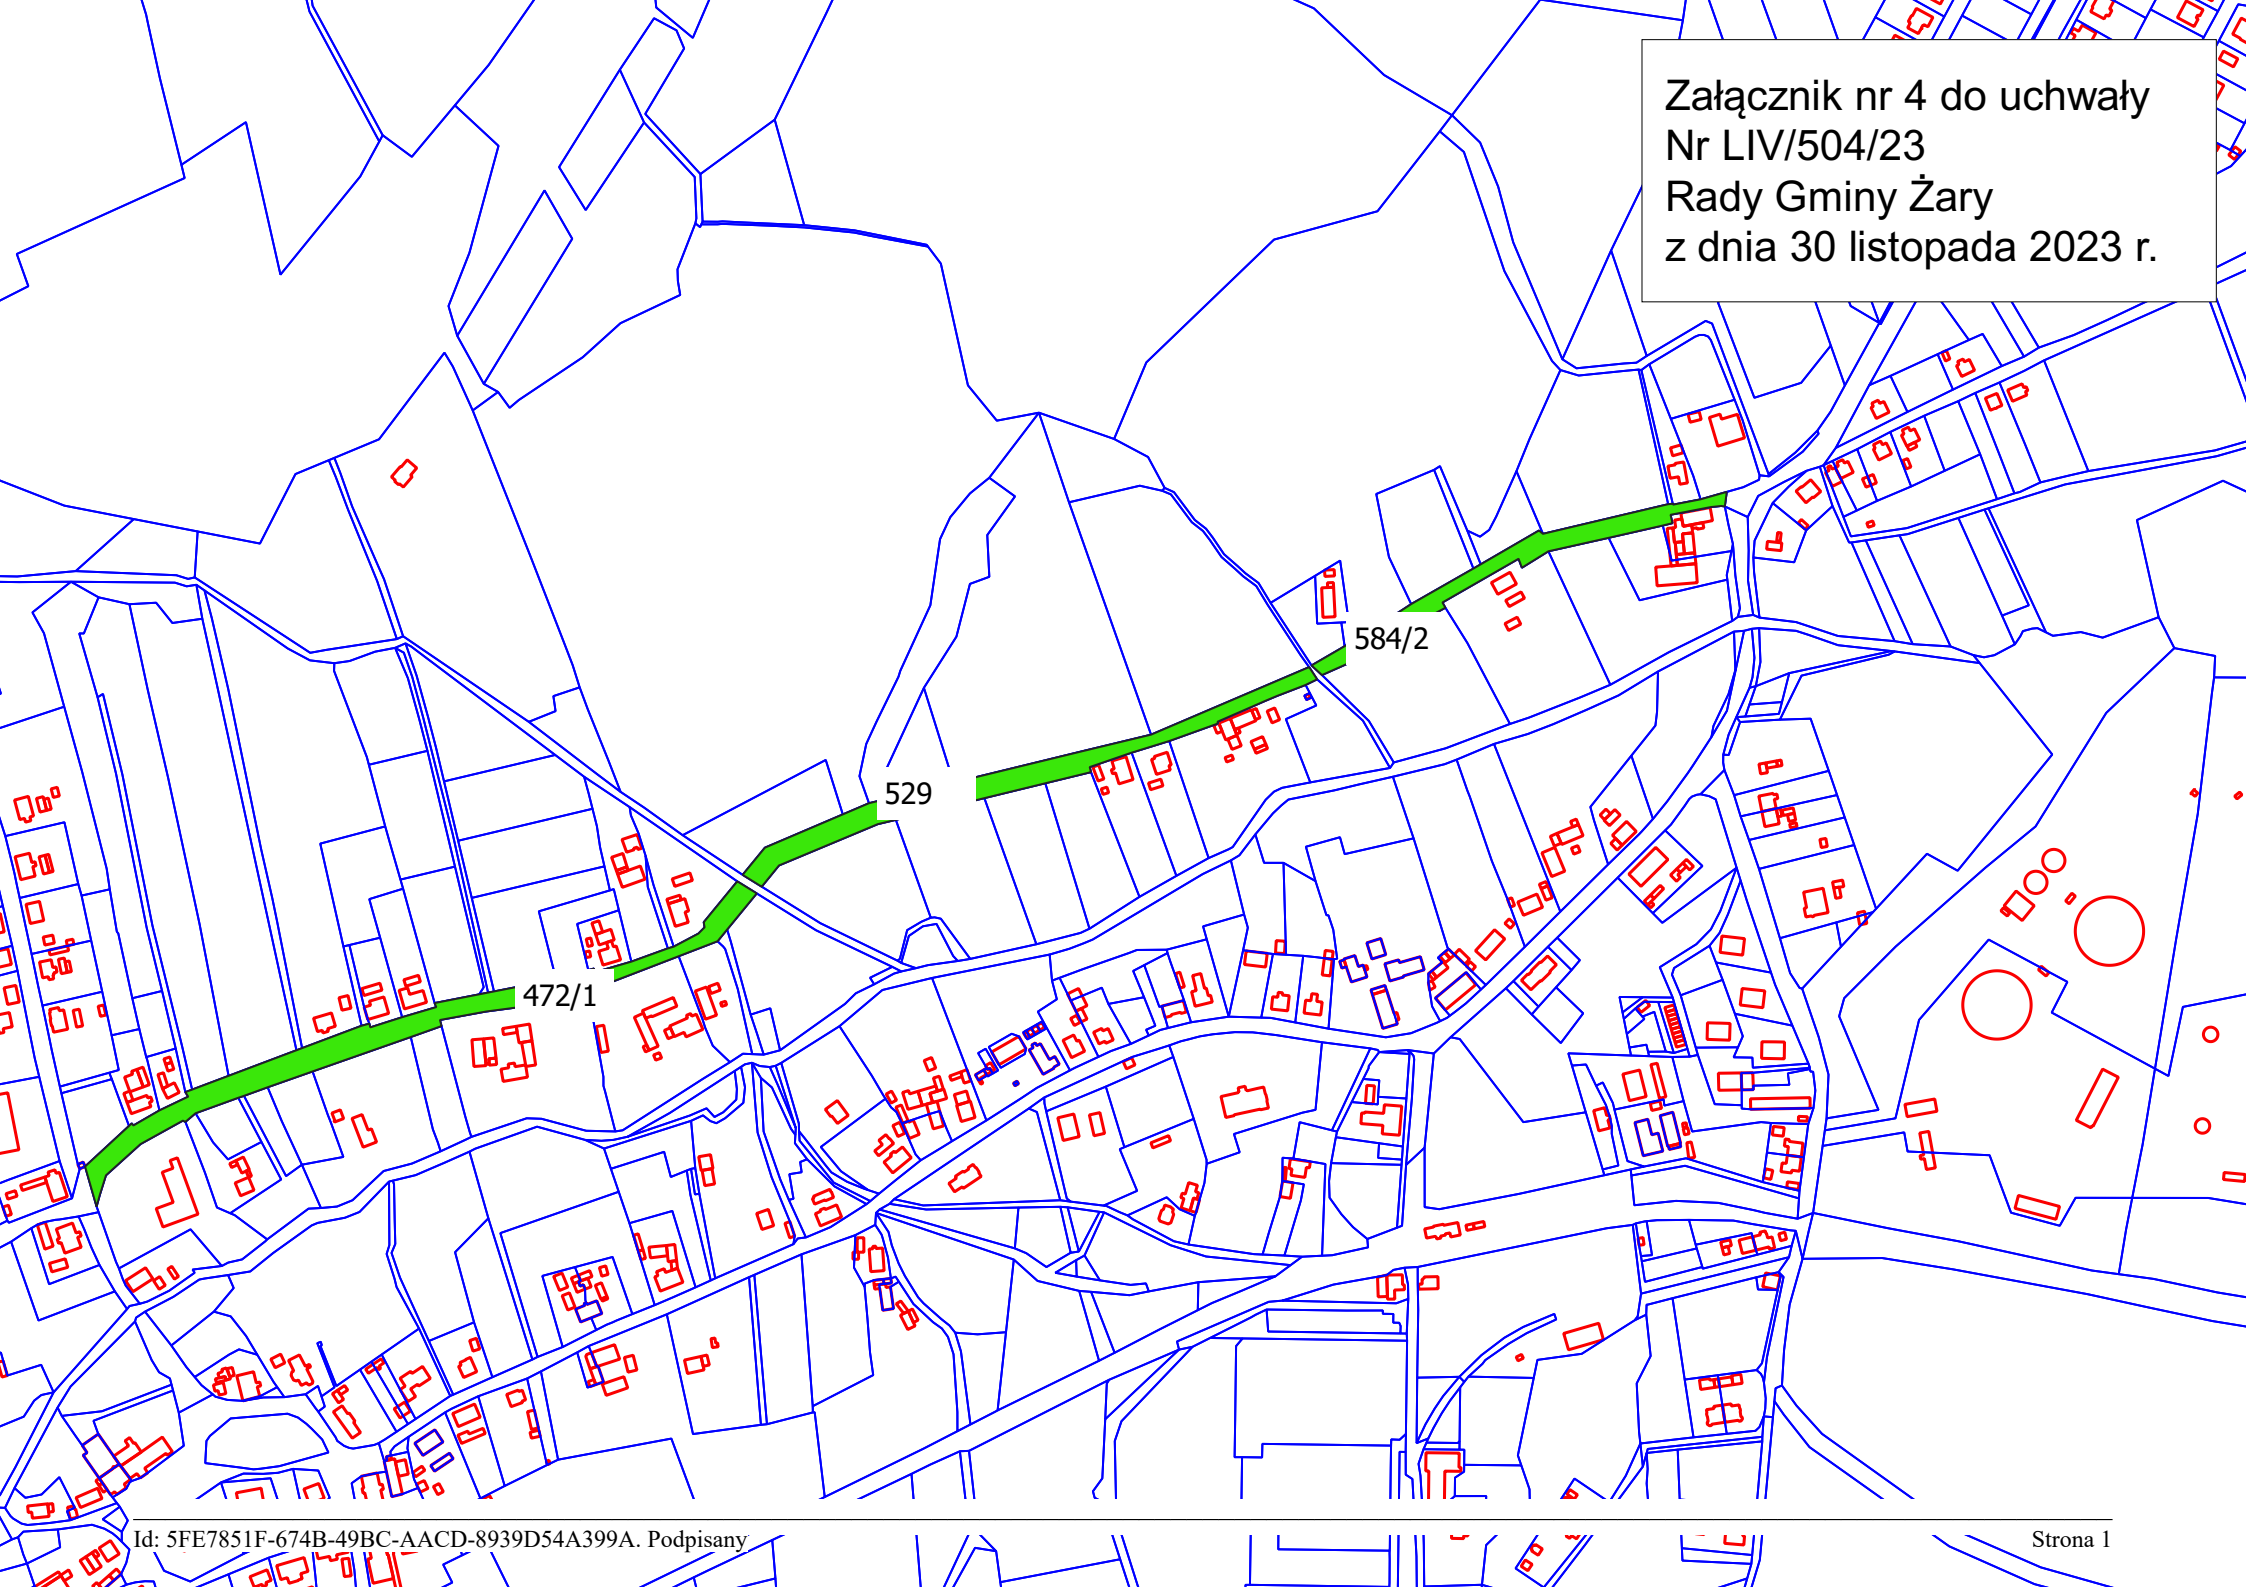 Załącznik nr 4 do uchwały
Nr LIV/504/23
Rady Gminy Żary
z dnia 30 listopada 2023 r.
584/2
529
472/1
Id: 5FE7851F-674B-49BC-AACD-8939D54A399A. Podpisany
Strona 1